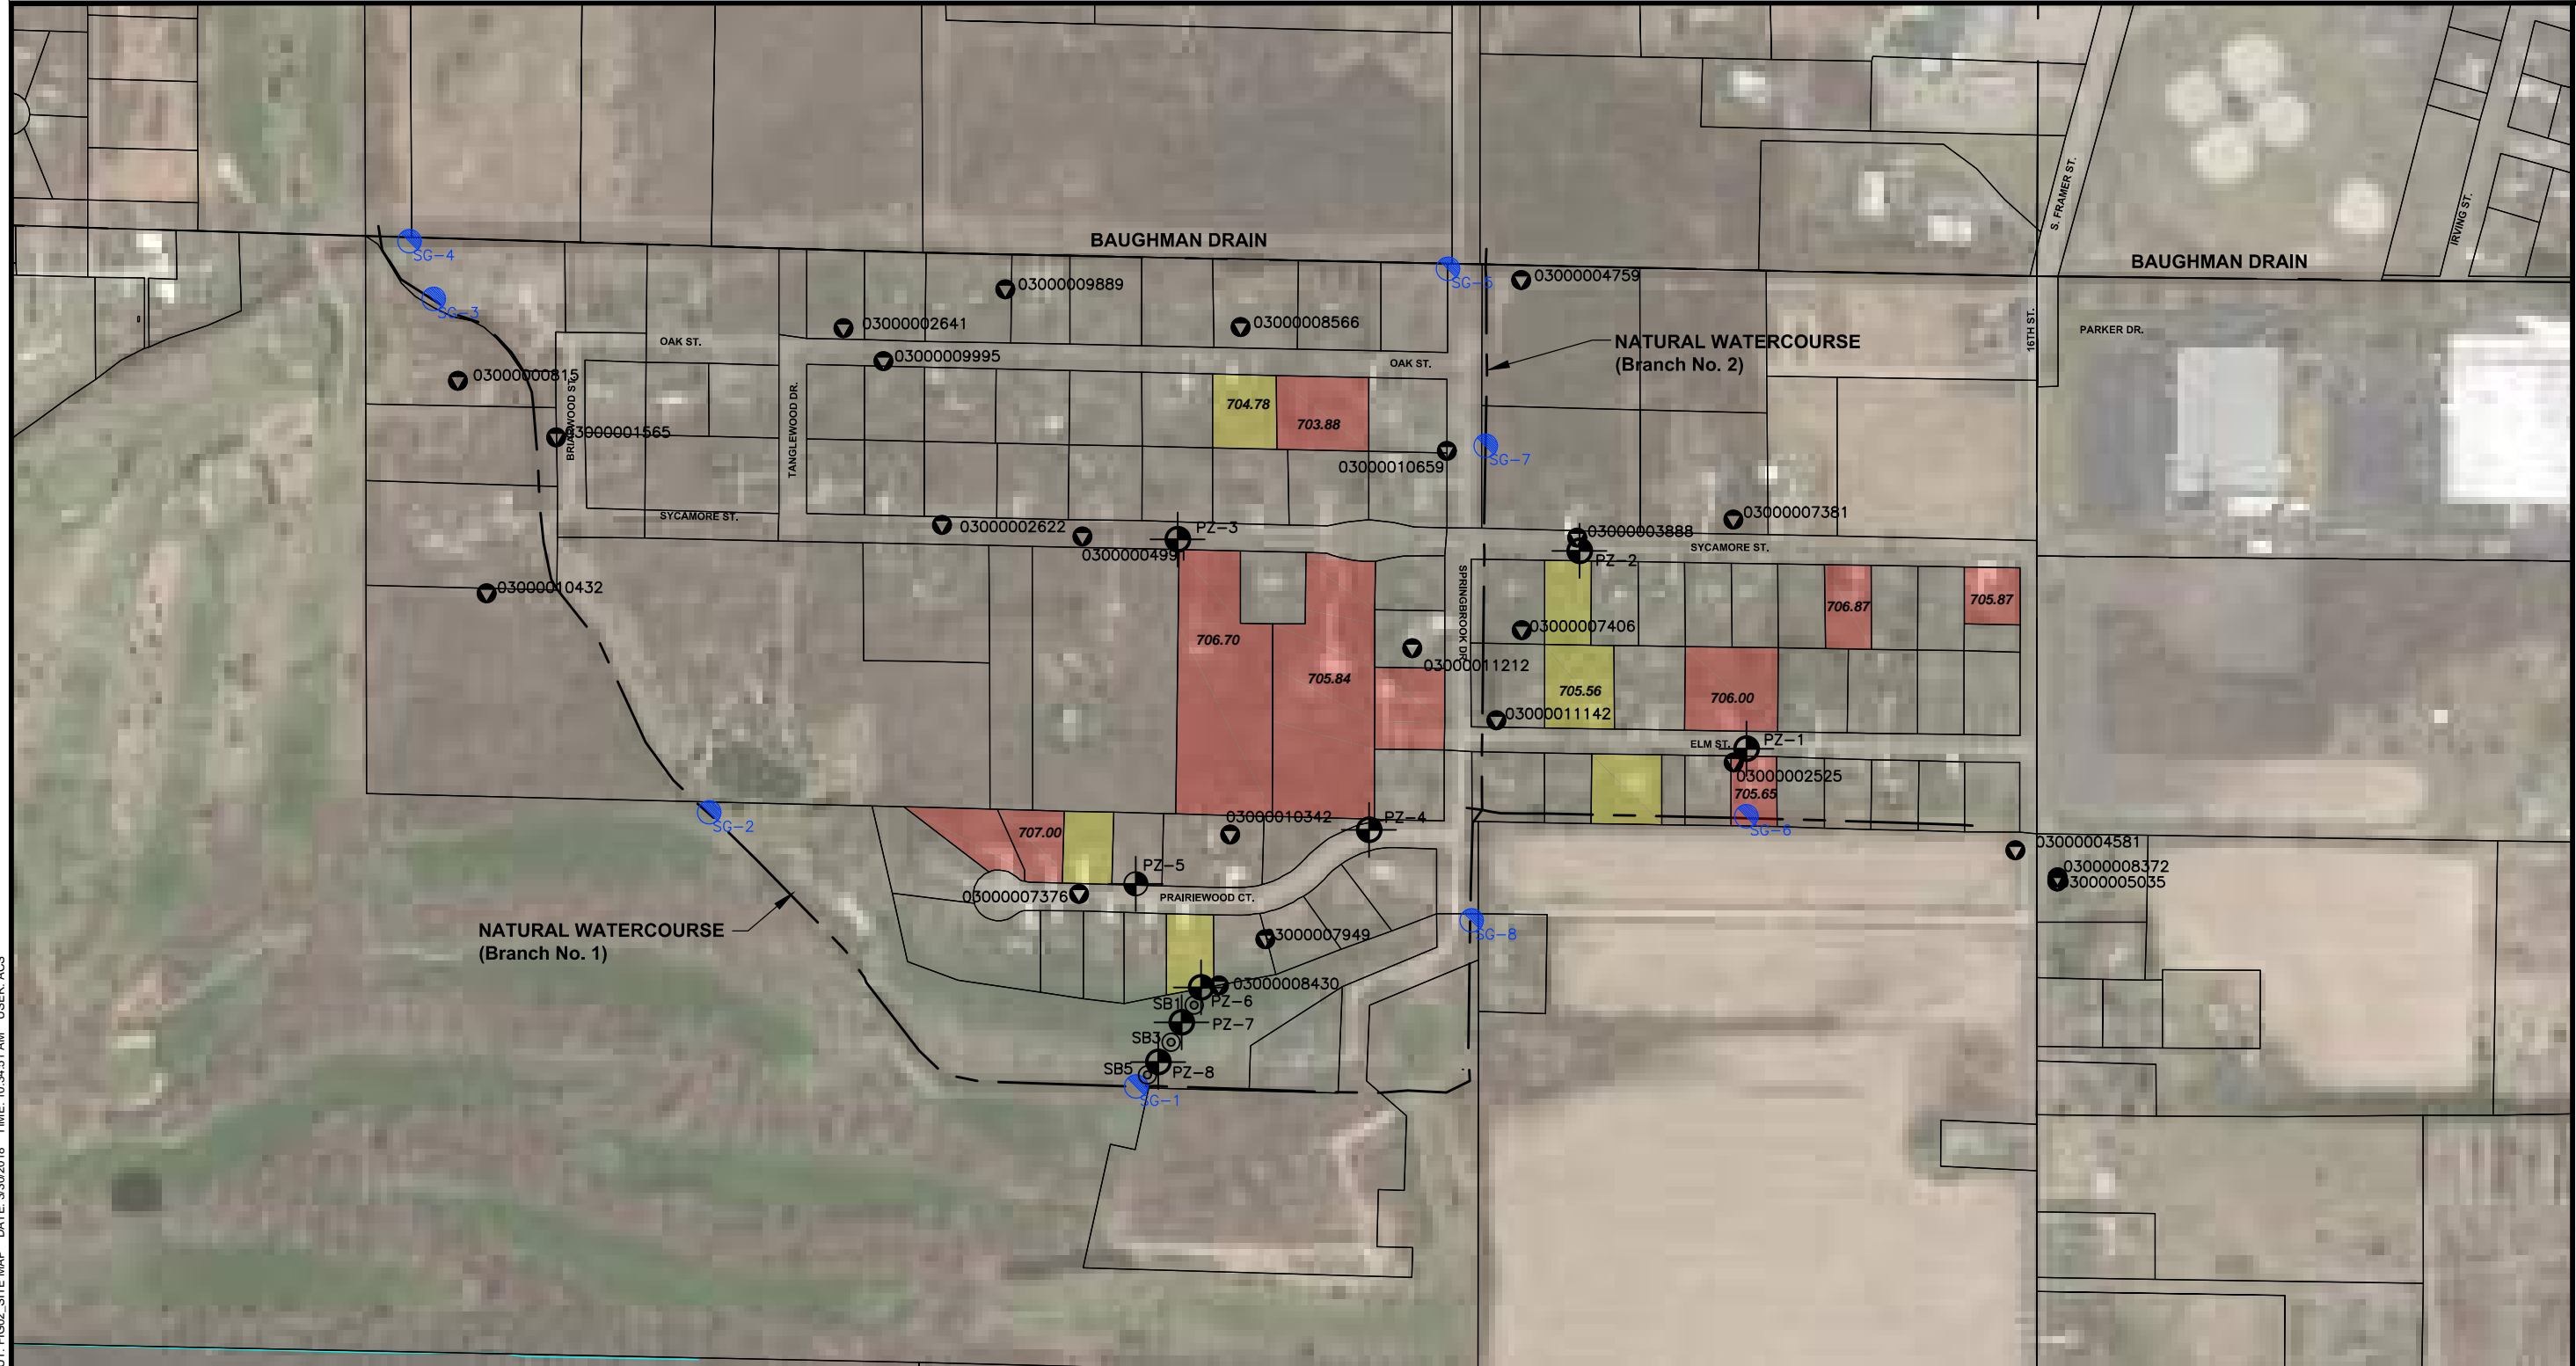 S. FRAMER ST.
IRVING ST.
BAUGHMAN DRAIN
SG-4
BAUGHMAN DRAIN
SG-5
03000004759
03000009889
SG-3
03000002641
03000008566
16TH ST.
PARKER DR.
OAK ST.
NATURAL WATERCOURSE
(Branch No. 2)
03000009995
OAK ST.
03000000815
BRIARWOOD ST.
TANGLEWOOD DR.
704.78
703.88
03000001565
SG-7
03000010659
SYCAMORE ST.
03000002622
PZ-3
03000004991
03000003888
03000007381
SYCAMORE ST.
PZ-2
03000010432
SPRINGBROOK DR.
706.87
705.87
03000007406
706.70
03000011212
705.84
705.56
706.00
03000011142
ELM ST.
PZ-1
03000002525
705.65
03000010342
PZ-4
SG-2
SG-6
707.00
03000004581
PZ-5
03000008372
3000005035
03000007376
PRAIRIEWOOD CT.
NATURAL WATERCOURSE
(Branch No. 1)
03000007949
SG-8
03000008430
SB1
PZ-6
PZ-7
SB3
SB5
PZ-8
SG-1